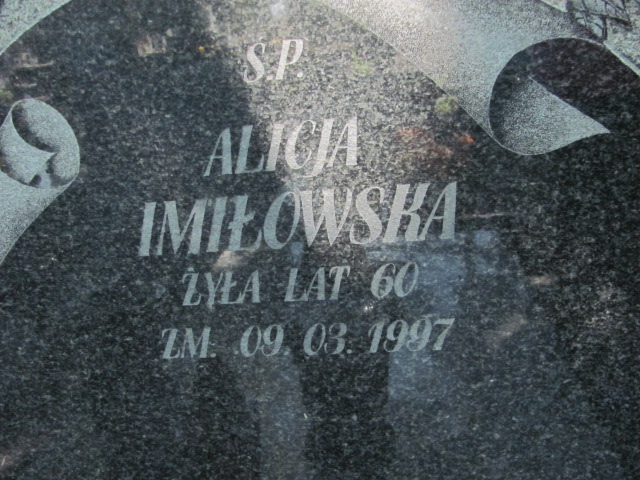 Ś.P.
ALICJA
IMIŁOWSKA
ŻYŁA LAT 60
ZM. 09. 03. 1997